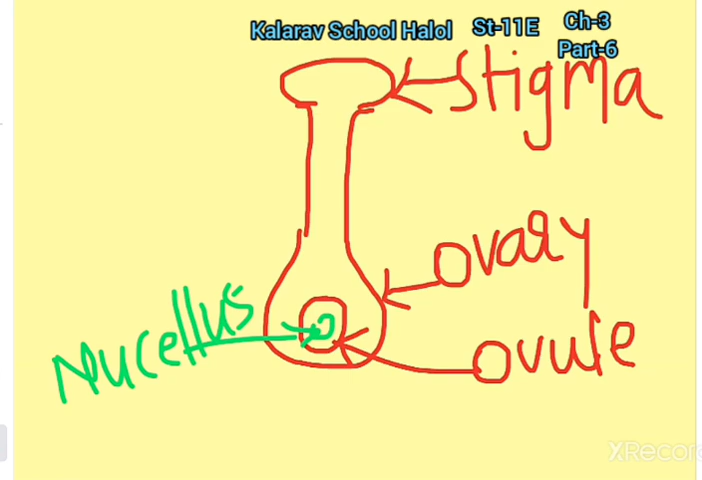 Kalarav School Halol St-11E Ch-3
Part-6
Stigma
ovary
Nucellus
ovule
XRecor